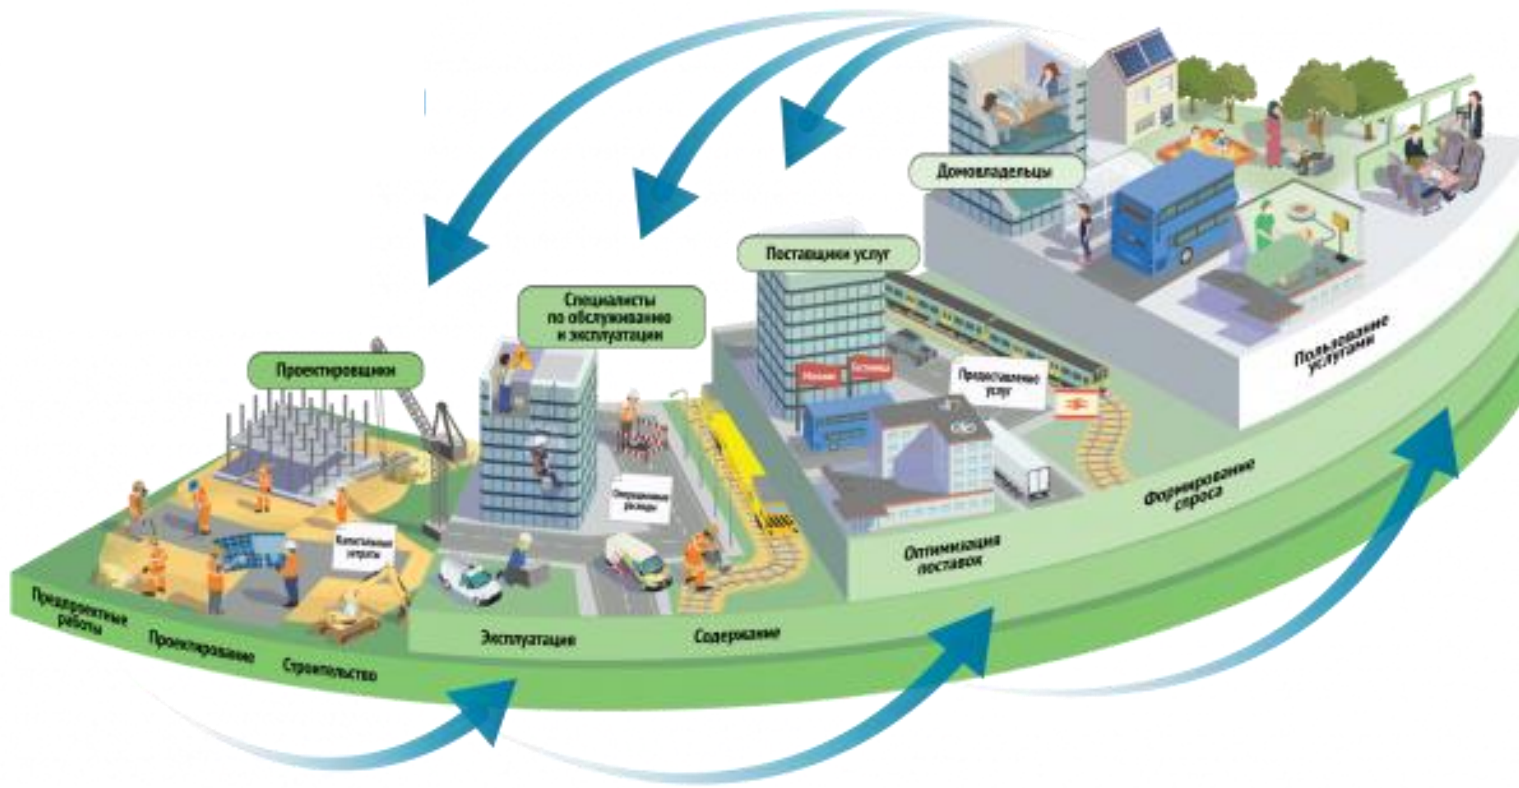 Домовладельцы
Поставщики услуг
Специалисты
по обслуживанию
и эксплуатации
Проектировщики
Предоставление
услуг
Операционные
расходы
Капитальные
затраты
Пользование
услугами
Формирование
спроса
Оптимизация
поставок
Содержание
Эксплуатация
Предпроектные
работы
Проектирование
Строительство